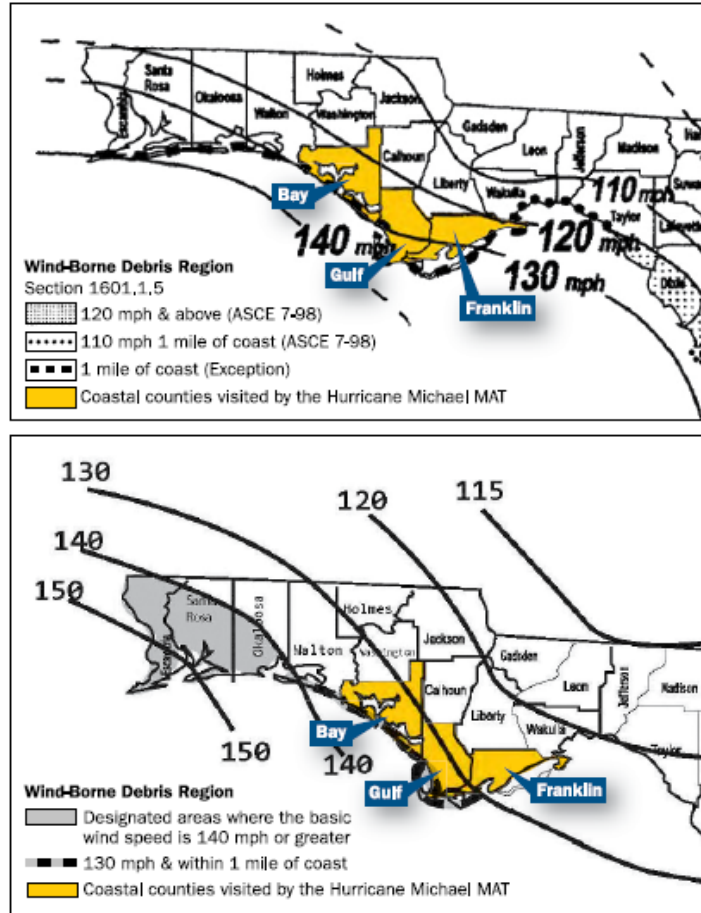 Santa
Rosa
Escambia
Okaloosa
Walton
Holmes
Washington
Jackson
Bay
Calhoun
Gadsden
Liberty
Leon
Wakulla
Jefferson
Madison
Taylor
Lafayette
Dixie
110 mph
120 mph
130 mph
140 mph
Gulf
Franklin
Wind-Borne Debris Region
Section 1601,1,5
120 mph & above (ASCE 7-98)
110 mph 1 mile of coast (ASCE 7-98)
1 mile of coast (Exception)
Coastal counties visited by the Hurricane Michael MAT
130
120
115
140
150
Escambia
Santa
Rosa
Okaloosa
Walton
Holmes
Washington
Jackson
Calhoun
Gadsden
Liberty
Leon
Wakulla
Jefferson
Madison
Taylor
Bay
150
140
Gulf
Franklin
Wind-Borne Debris Region
Designated areas where the basic
wind speed is 140 mph or greater
130 mph & within 1 mile of coast
Coastal counties visited by the Hurricane Michael MAT